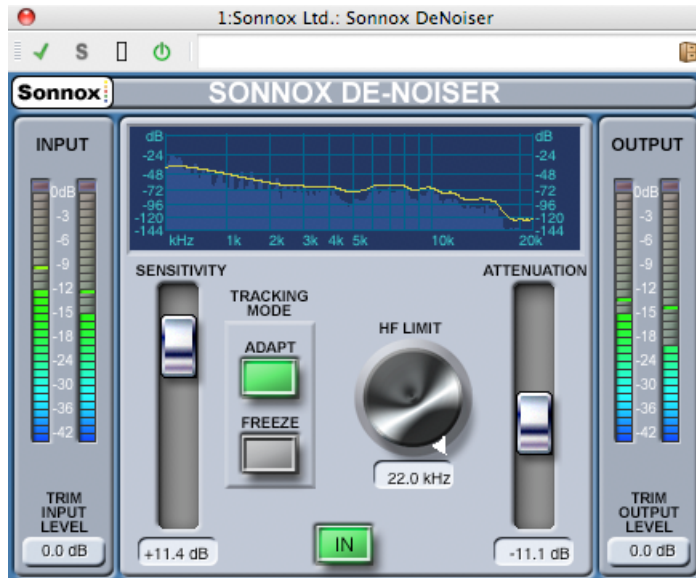 1:Sonnox Ltd.: Sonnox DeNoiser
S
Sonnox
SONNOX DE-NOISER
INPUT
0dB
-3
-6
-9
-12
-15
-18
-24
-30
-36
-42
TRIM
INPUT
LEVEL
0.0 dB
dB dB
-24 -24
-48 -48
-72 -72
-96 -96
-120 -120
-144 -144
kHz 1k 2k 3k 4k 5k 10k 20k
SENSITIVITY
+11.4 dB
TRACKING
MODE
ADAPT
FREEZE
HF LIMIT
22.0 kHz
IN
ATTENUATION
-11.1 dB
OUTPUT
0dB
-3
-6
-9
-12
-15
-18
-24
-30
-36
-42
TRIM
OUTPUT
LEVEL
0.0 dB